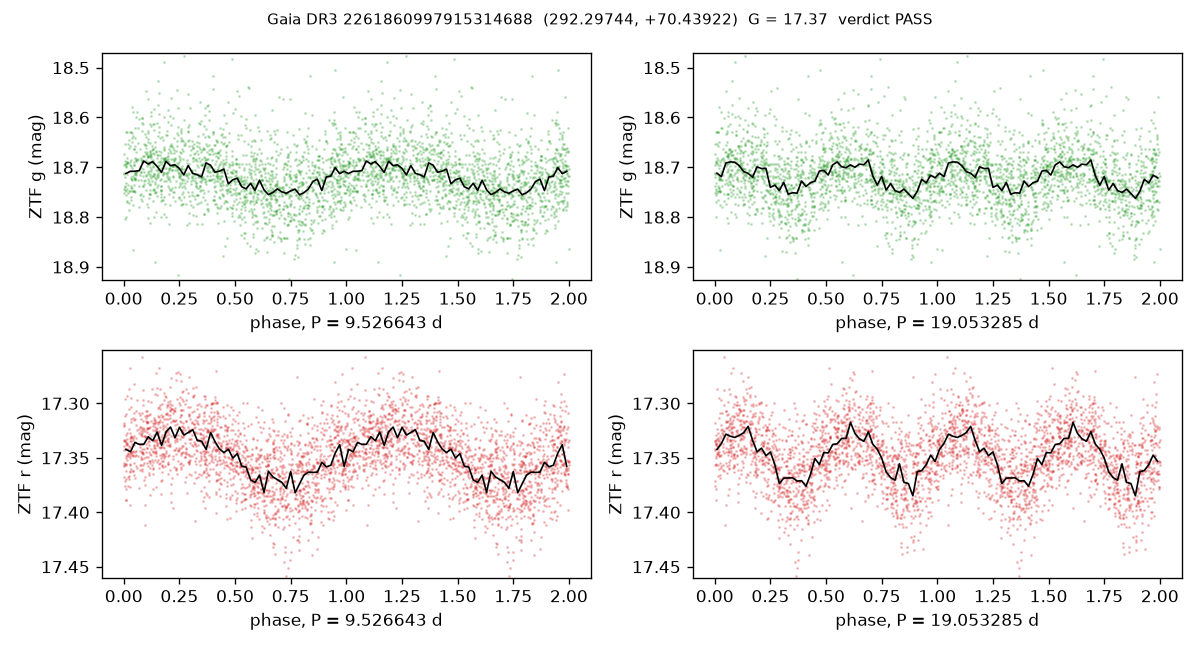 Gaia DR3 2261860997915314688  (292.29744, +70.43922)  G = 17.37  verdict PASS
ZTF g (mag)
18.5
18.6
18.7
18.8
18.9
0.00 0.25 0.50 0.75 1.00 1.25 1.50 1.75 2.00
phase, P = 9.526643 d
ZTF g (mag)
18.5
18.6
18.7
18.8
18.9
0.00 0.25 0.50 0.75 1.00 1.25 1.50 1.75 2.00
phase, P = 19.053285 d
ZTF r (mag)
17.30
17.35
17.40
17.45
0.00 0.25 0.50 0.75 1.00 1.25 1.50 1.75 2.00
phase, P = 9.526643 d
ZTF r (mag)
17.30
17.35
17.40
17.45
0.00 0.25 0.50 0.75 1.00 1.25 1.50 1.75 2.00
phase, P = 19.053285 d